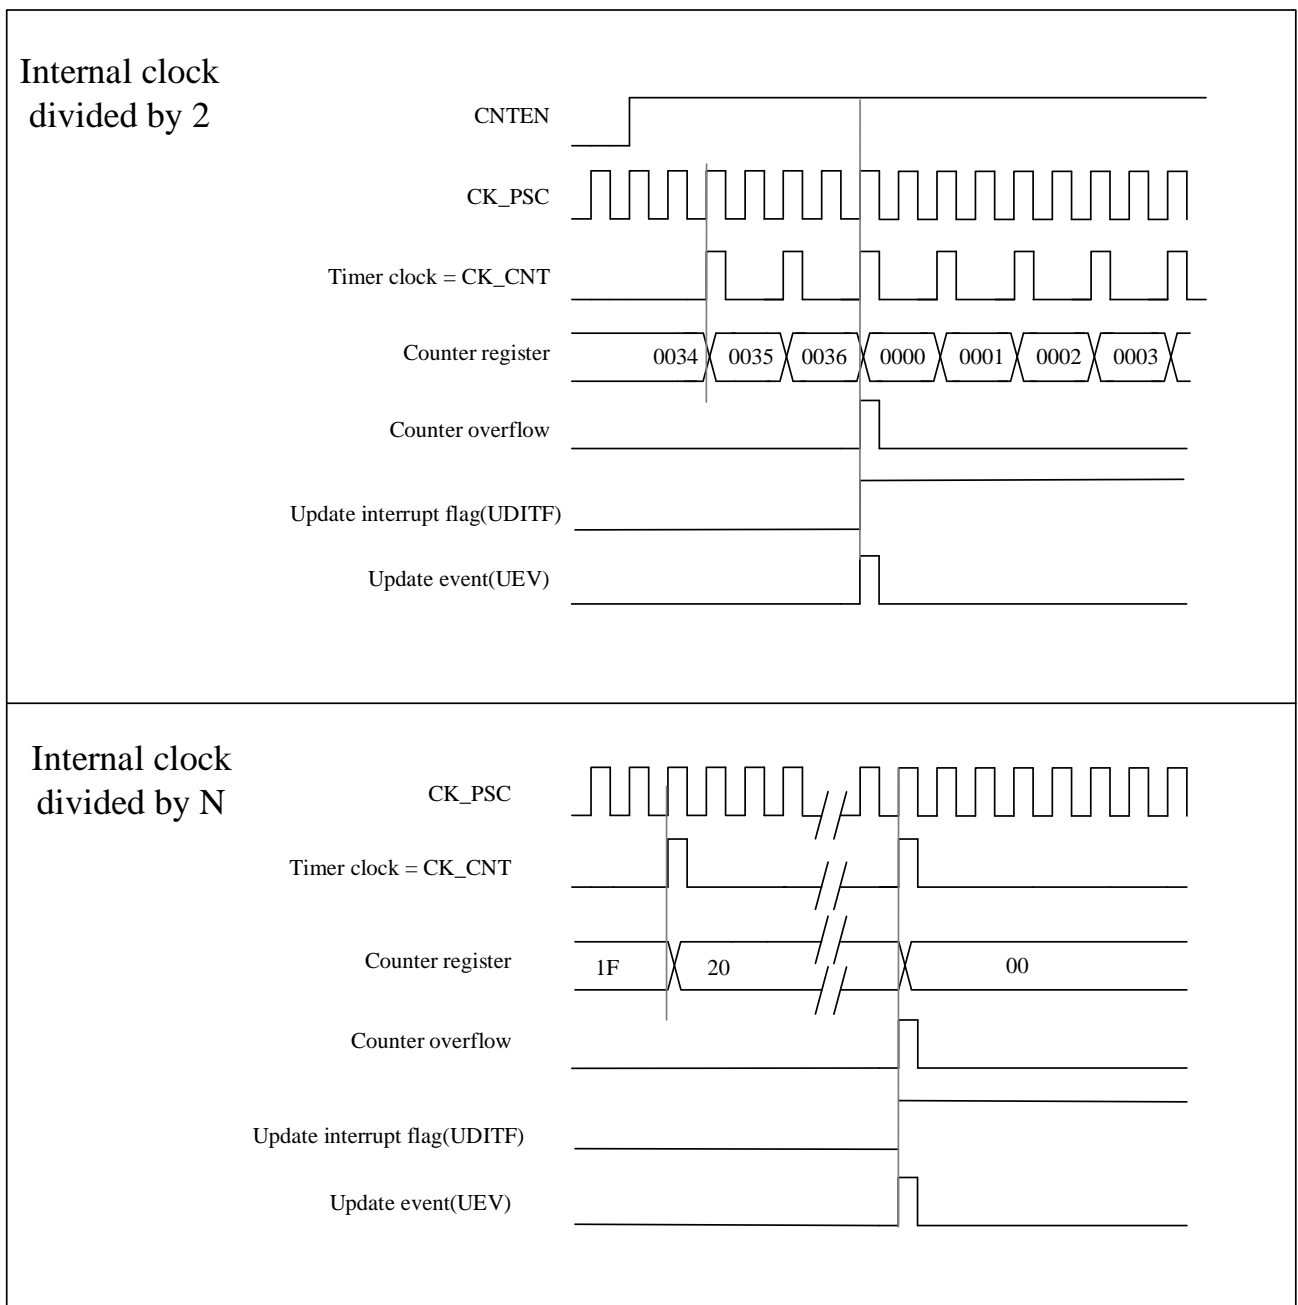 Internal clock
divided by 2
CNTEN
CK_PSC
Timer clock = CK_CNT
Counter register
0034 0035 0036 0000 0001 0002 0003
Counter overflow
Update interrupt flag(UDITF)
Update event(UEV)
Internal clock
divided by N
CK_PSC
Timer clock = CK_CNT
Counter register
1F 20 00
Counter overflow
Update interrupt flag(UDITF)
Update event(UEV)